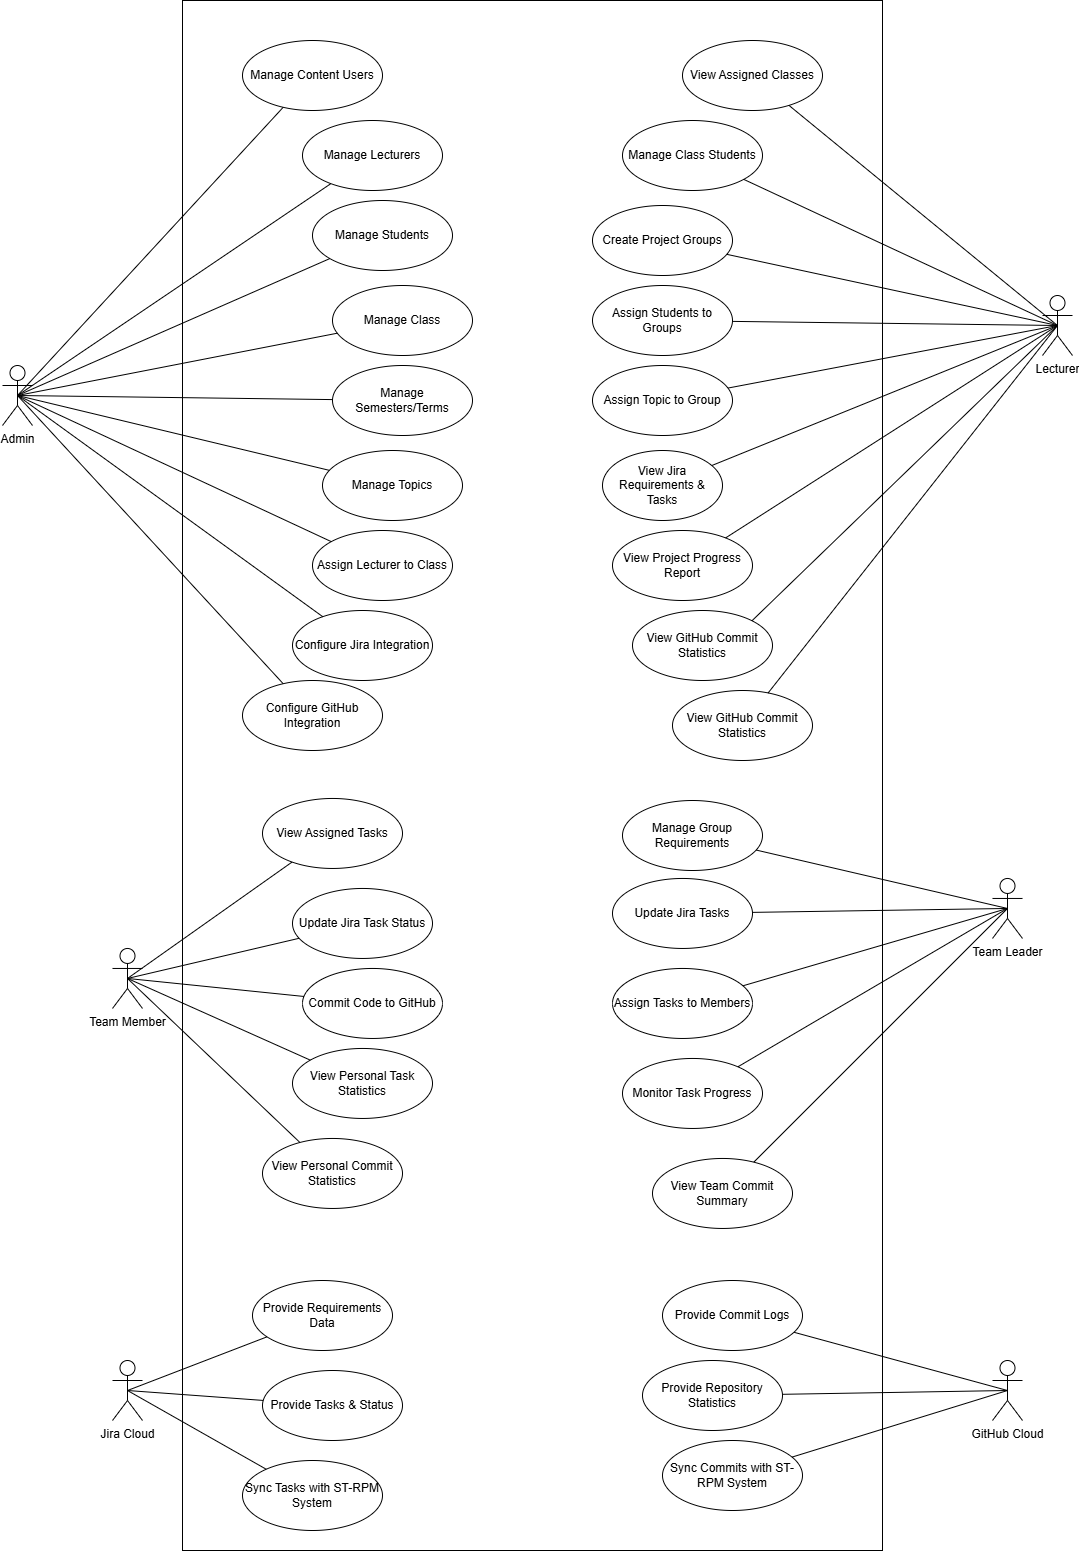 Manage Content Users
View Assigned Classes
Manage Lecturers
Manage Class Students
Manage Students
Create Project Groups
Manage Class
Assign Students to
Groups
Lecturer
Manage
Semesters/Terms
Assign Topic to Group
Admin
Manage Topics
View Jira
Requirements &
Tasks
Assign Lecturer to Class
View Project Progress
Report
Configure Jira Integration
View GitHub Commit
Statistics
Configure GitHub
Integration
View GitHub Commit
Statistics
View Assigned Tasks
Manage Group
Requirements
Update Jira Task Status
Update Jira Tasks
Team Leader
Commit Code to GitHub
Assign Tasks to Members
Team Member
View Personal Task
Statistics
Monitor Task Progress
View Personal Commit
Statistics
View Team Commit
Summary
Provide Requirements
Data
Provide Commit Logs
Provide Tasks & Status
Provide Repository
Statistics
Jira Cloud
GitHub Cloud
Sync Tasks with ST-RPM
System
Sync Commits with ST-
RPM System